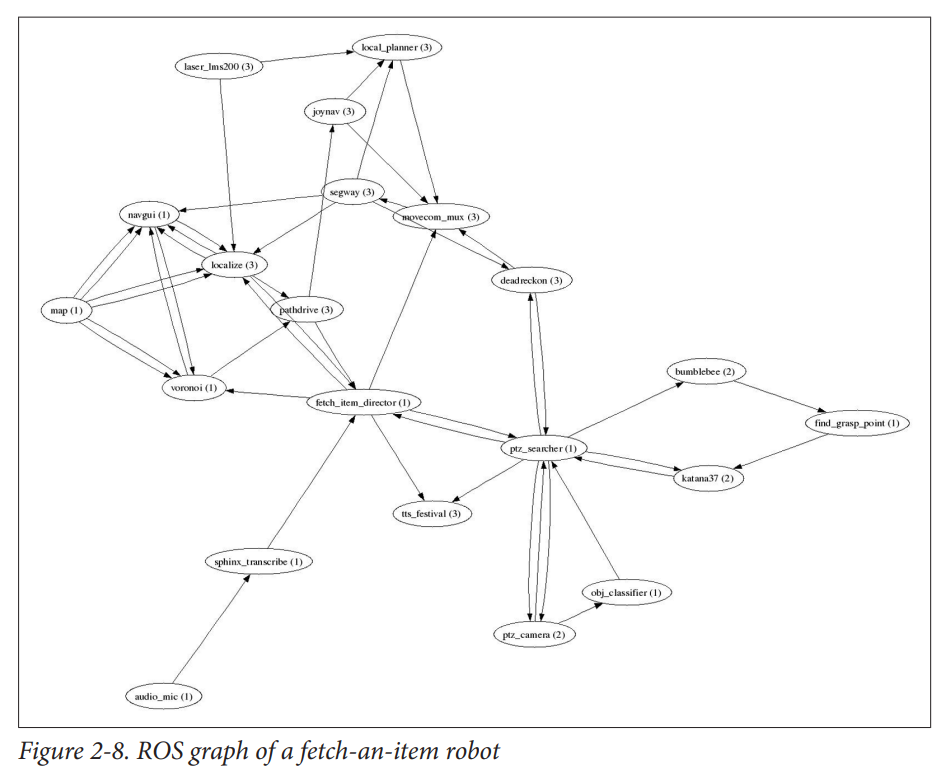 local_planner (3)
laser_lms200 (3)
joynav (3)
segway (3)
navgui (1)
movecom_mux (3)
localize (3)
deadreckon (3)
map (1)
pathdrive (3)
bumblebee (2)
voronoi (1)
fetch_item_director (1)
find_grasp_point (1)
ptz_searcher (1)
katana37 (2)
tts_festival (3)
sphinx_transcribe (1)
obj_classifier (1)
ptz_camera (2)
audio_mic (1)
Figure 2-8. ROS graph of a fetch-an-item robot